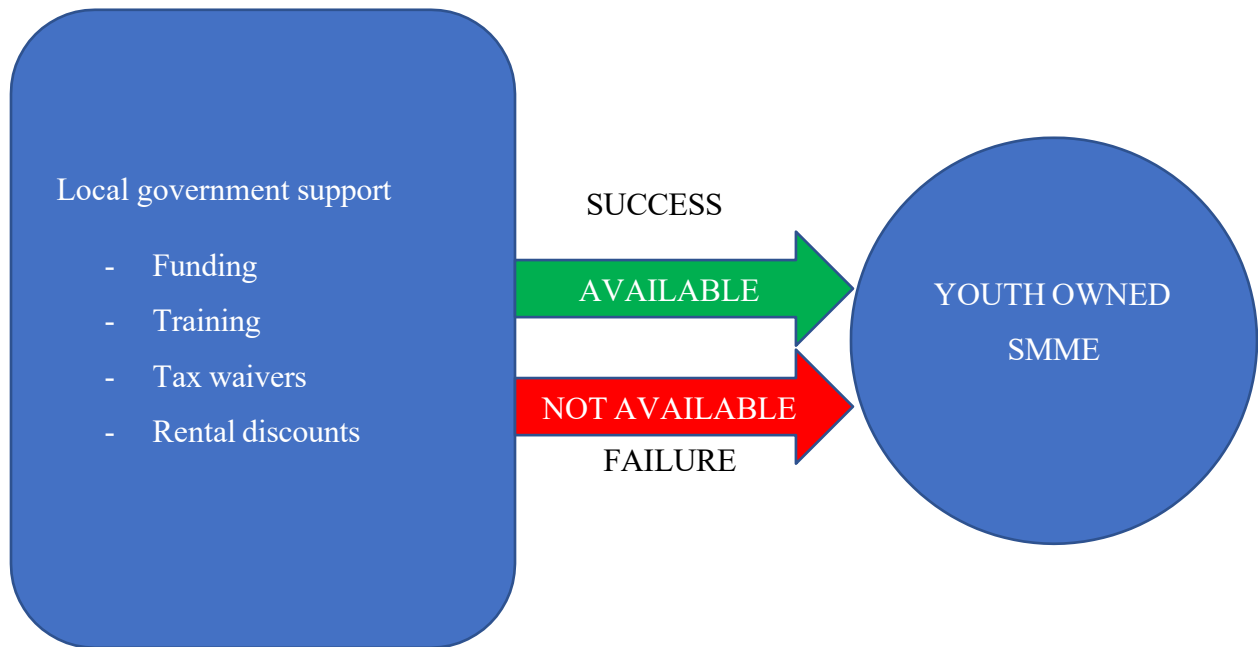 Local government support
- Funding
- Training
- Tax waivers
- Rental discounts
SUCCESS
AVAILABLE
NOT AVAILABLE
FAILURE
YOUTH OWNED
SMME